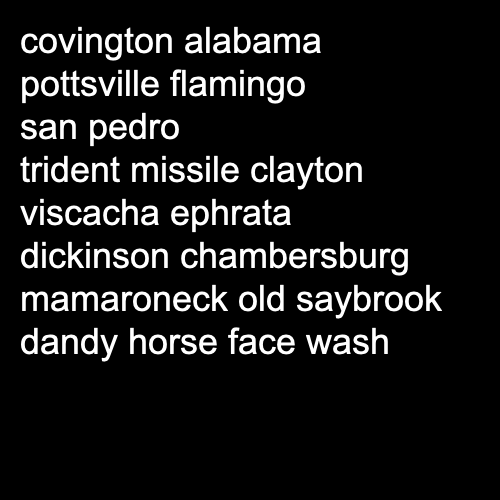 covington alabama
pottsville flamingo
san pedro
trident missile clayton
viscacha ephrata
dickinson chambersburg
mamaroneck old saybrook
dandy horse face wash